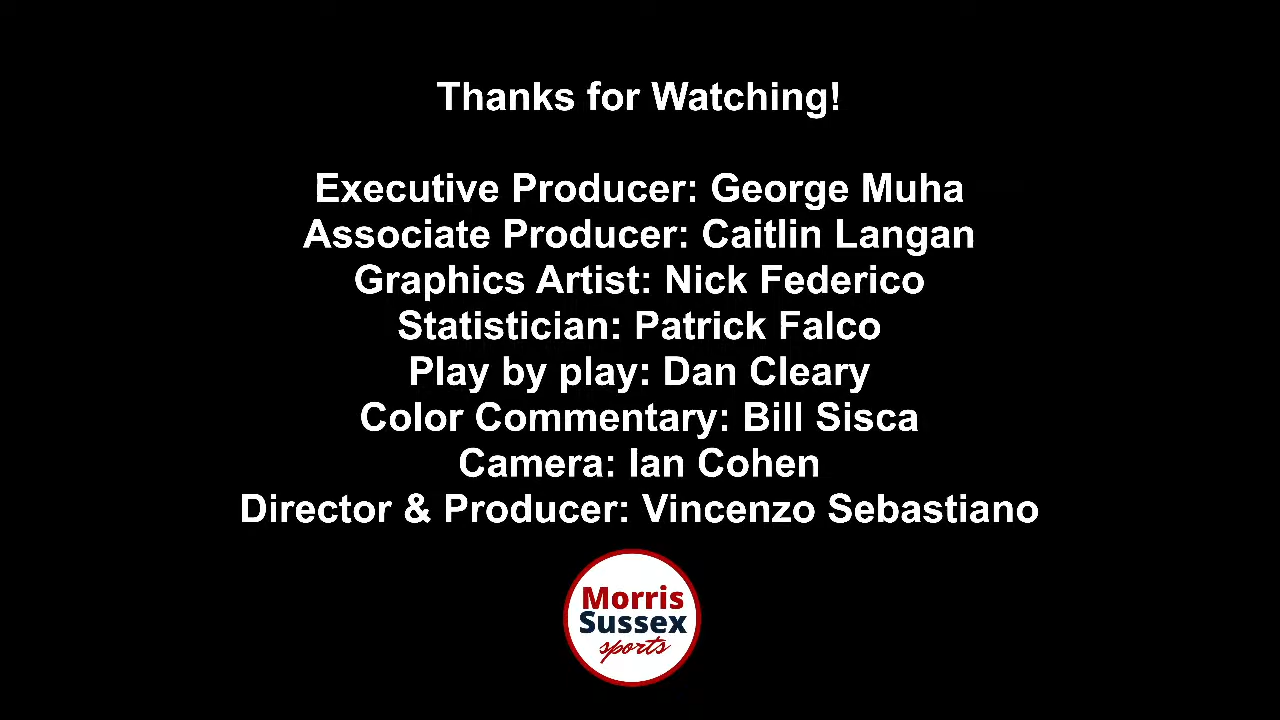 Thanks for Watching!
Executive Producer: George Muha
Associate Producer: Caitlin Langan
Graphics Artist: Nick Federico
Statistician: Patrick Falco
Play by play: Dan Cleary
Color Commentary: Bill Sisca
Camera: Ian Cohen
Director & Producer: Vincenzo Sebastiano
Morris
Sussex
sports